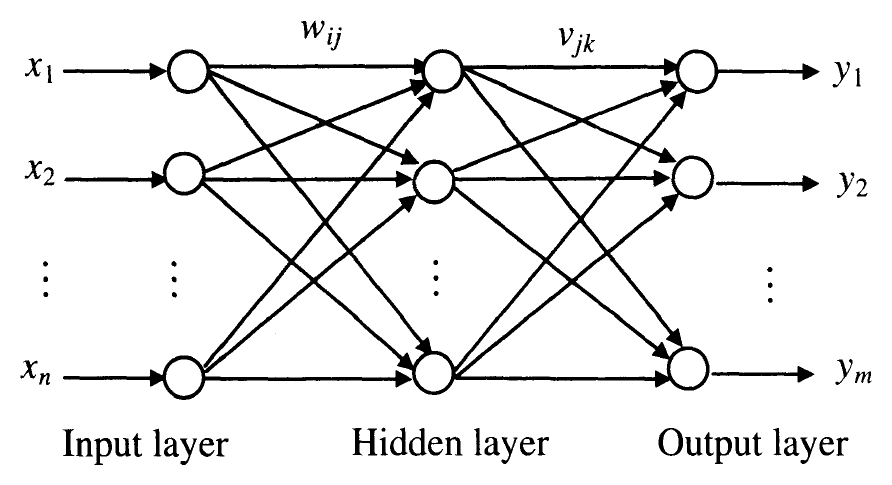 w_ij v_jk
x_1 y_1
x_2 y_2
⋮ ⋮ ⋮ ⋮
x_n y_m
Input layer Hidden layer Output layer